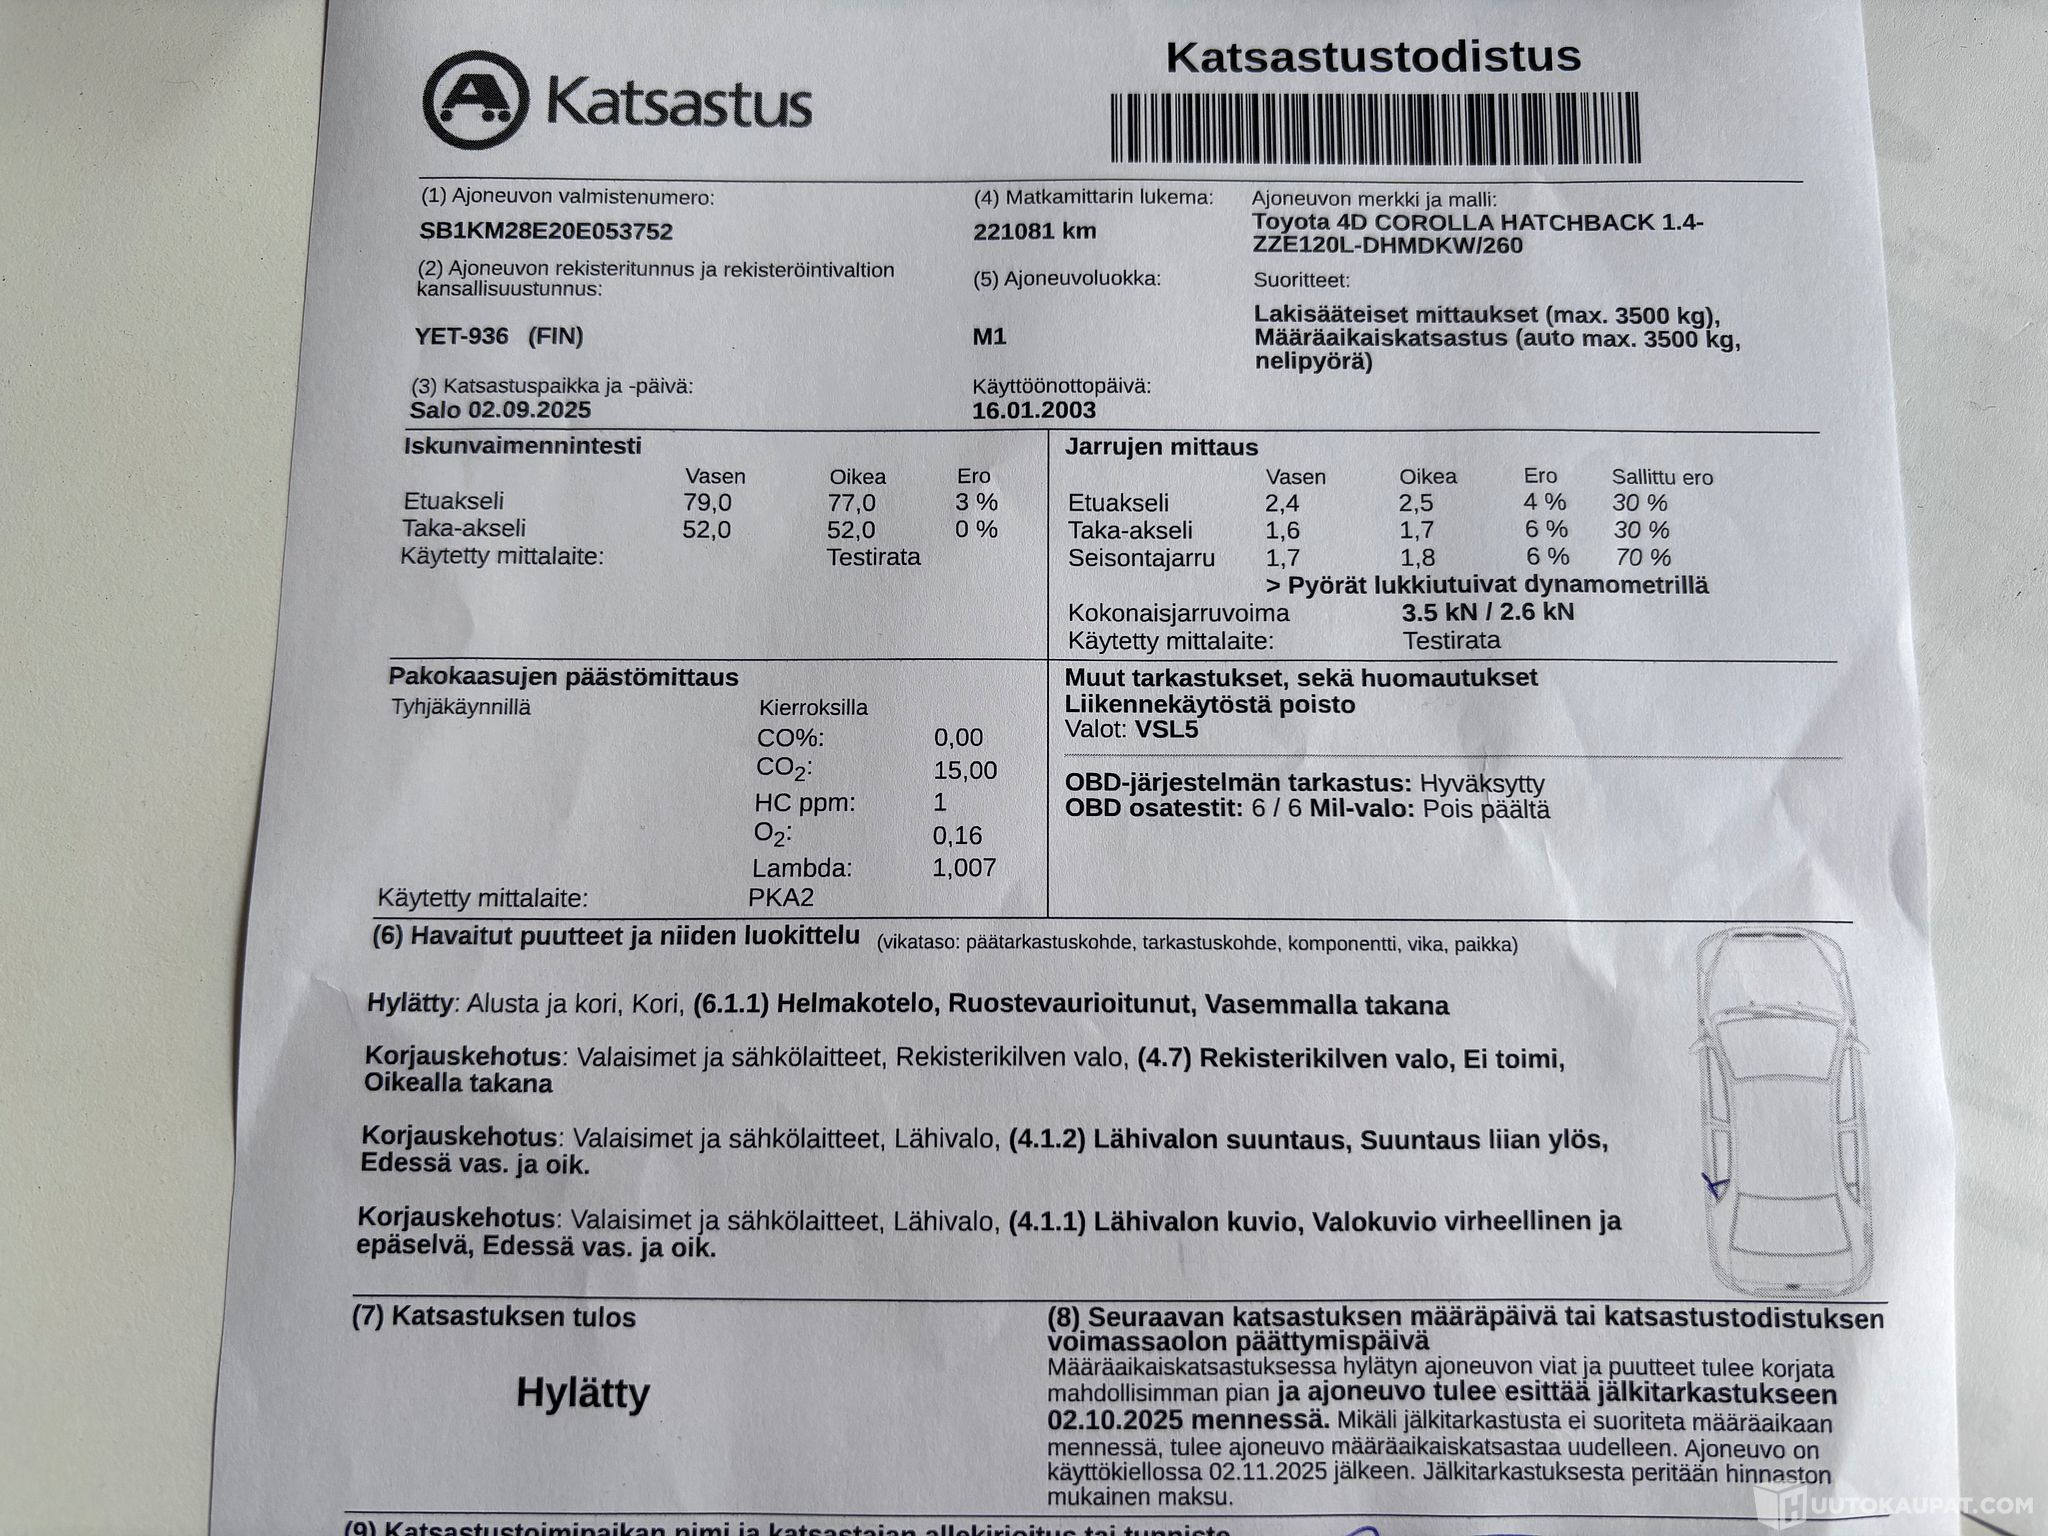 Katsastus
Katsastustodistus
(1) Ajoneuvon valmistenumero:
SB1KM28E20E053752
(4) Matkamittarin lukema:
221081 km
Ajoneuvon merkki ja malli:
Toyota 4D COROLLA HATCHBACK 1.4-
ZZE120L-DHMDKW/260
(2) Ajoneuvon rekisteritunnus ja rekisteröintivaltion
kansallisuustunnus:
YET-936 (FIN)
(5) Ajoneuvoluokka:
M1
Suoritteet:
Lakisääteiset mittaukset (max. 3500 kg),
Määräaikaiskatsastus (auto max. 3500 kg,
nelipyörä)
(3) Katsastuspaikka ja -päivä:
Salo 02.09.2025
Käyttöönottopäivä:
16.01.2003
Iskunvaimennintesti
Vasen Oikea Ero
Etuakseli 79,0 77,0 3 %
Taka-akseli 52,0 52,0 0 %
Käytetty mittalaite: Testirata
Jarrujen mittaus
Vasen Oikea Ero Sallittu ero
Etuakseli 2,4 2,5 4 % 30 %
Taka-akseli 1,6 1,7 6 % 30 %
Seisontajarru 1,7 1,8 6 % 70 %
> Pyörät lukkiutuivat dynamometrillä
Kokonaisjarruvoima 3.5 kN / 2.6 kN
Käytetty mittalaite: Testirata
Pakokaasujen päästömittaus
Tyhjäkäynnillä Kierroksilla
CO%: 0,00
CO2: 15,00
HC ppm: 1
O2: 0,16
Lambda: 1,007
Käytetty mittalaite: PKA2
Muut tarkastukset, sekä huomautukset
Liikennekäytöstä poisto
Valot: VSL5
OBD-järjestelmän tarkastus: Hyväksytty
OBD osatestit: 6 / 6 Mil-valo: Pois päältä
(6) Havaitut puutteet ja niiden luokittelu (vikataso: päätarkastuskohde, tarkastuskohde, komponentti, vika, paikka)
Hylätty: Alusta ja kori, Kori, (6.1.1) Helmakotelo, Ruostevaurioitunut, Vasemmalla takana
Korjauskehotus: Valaisimet ja sähkölaitteet, Rekisterikilven valo, (4.7) Rekisterikilven valo, Ei toimi,
Oikealla takana
Korjauskehotus: Valaisimet ja sähkölaitteet, Lähivalo, (4.1.2) Lähivalon suuntaus, Suuntaus liian ylös,
Edessä vas. ja oik.
Korjauskehotus: Valaisimet ja sähkölaitteet, Lähivalo, (4.1.1) Lähivalon kuvio, Valokuvio virheellinen ja
epäselvä, Edessä vas. ja oik.
(7) Katsastuksen tulos
Hylätty
(8) Seuraavan katsastuksen määräpäivä tai katsastustodistuksen
voimassaolon päättymispäivä
Määräaikaiskatsastuksessa hylätyn ajoneuvon viat ja puutteet tulee korjata
mahdollisimman pian ja ajoneuvo tulee esittää jälkitarkastukseen
02.10.2025 mennessä. Mikäli jälkitarkastusta ei suoriteta määräaikaan
mennessä, tulee ajoneuvo määräaikaiskatsastaa uudelleen. Ajoneuvo on
käyttökiellossa 02.11.2025 jälkeen. Jälkitarkastuksesta peritään hinnaston
mukainen maksu.
(9) Katsastustoimipaikan nimi ja katsastajan allekirjoitus tai tunniste
HUUTOKAUPAT.COM